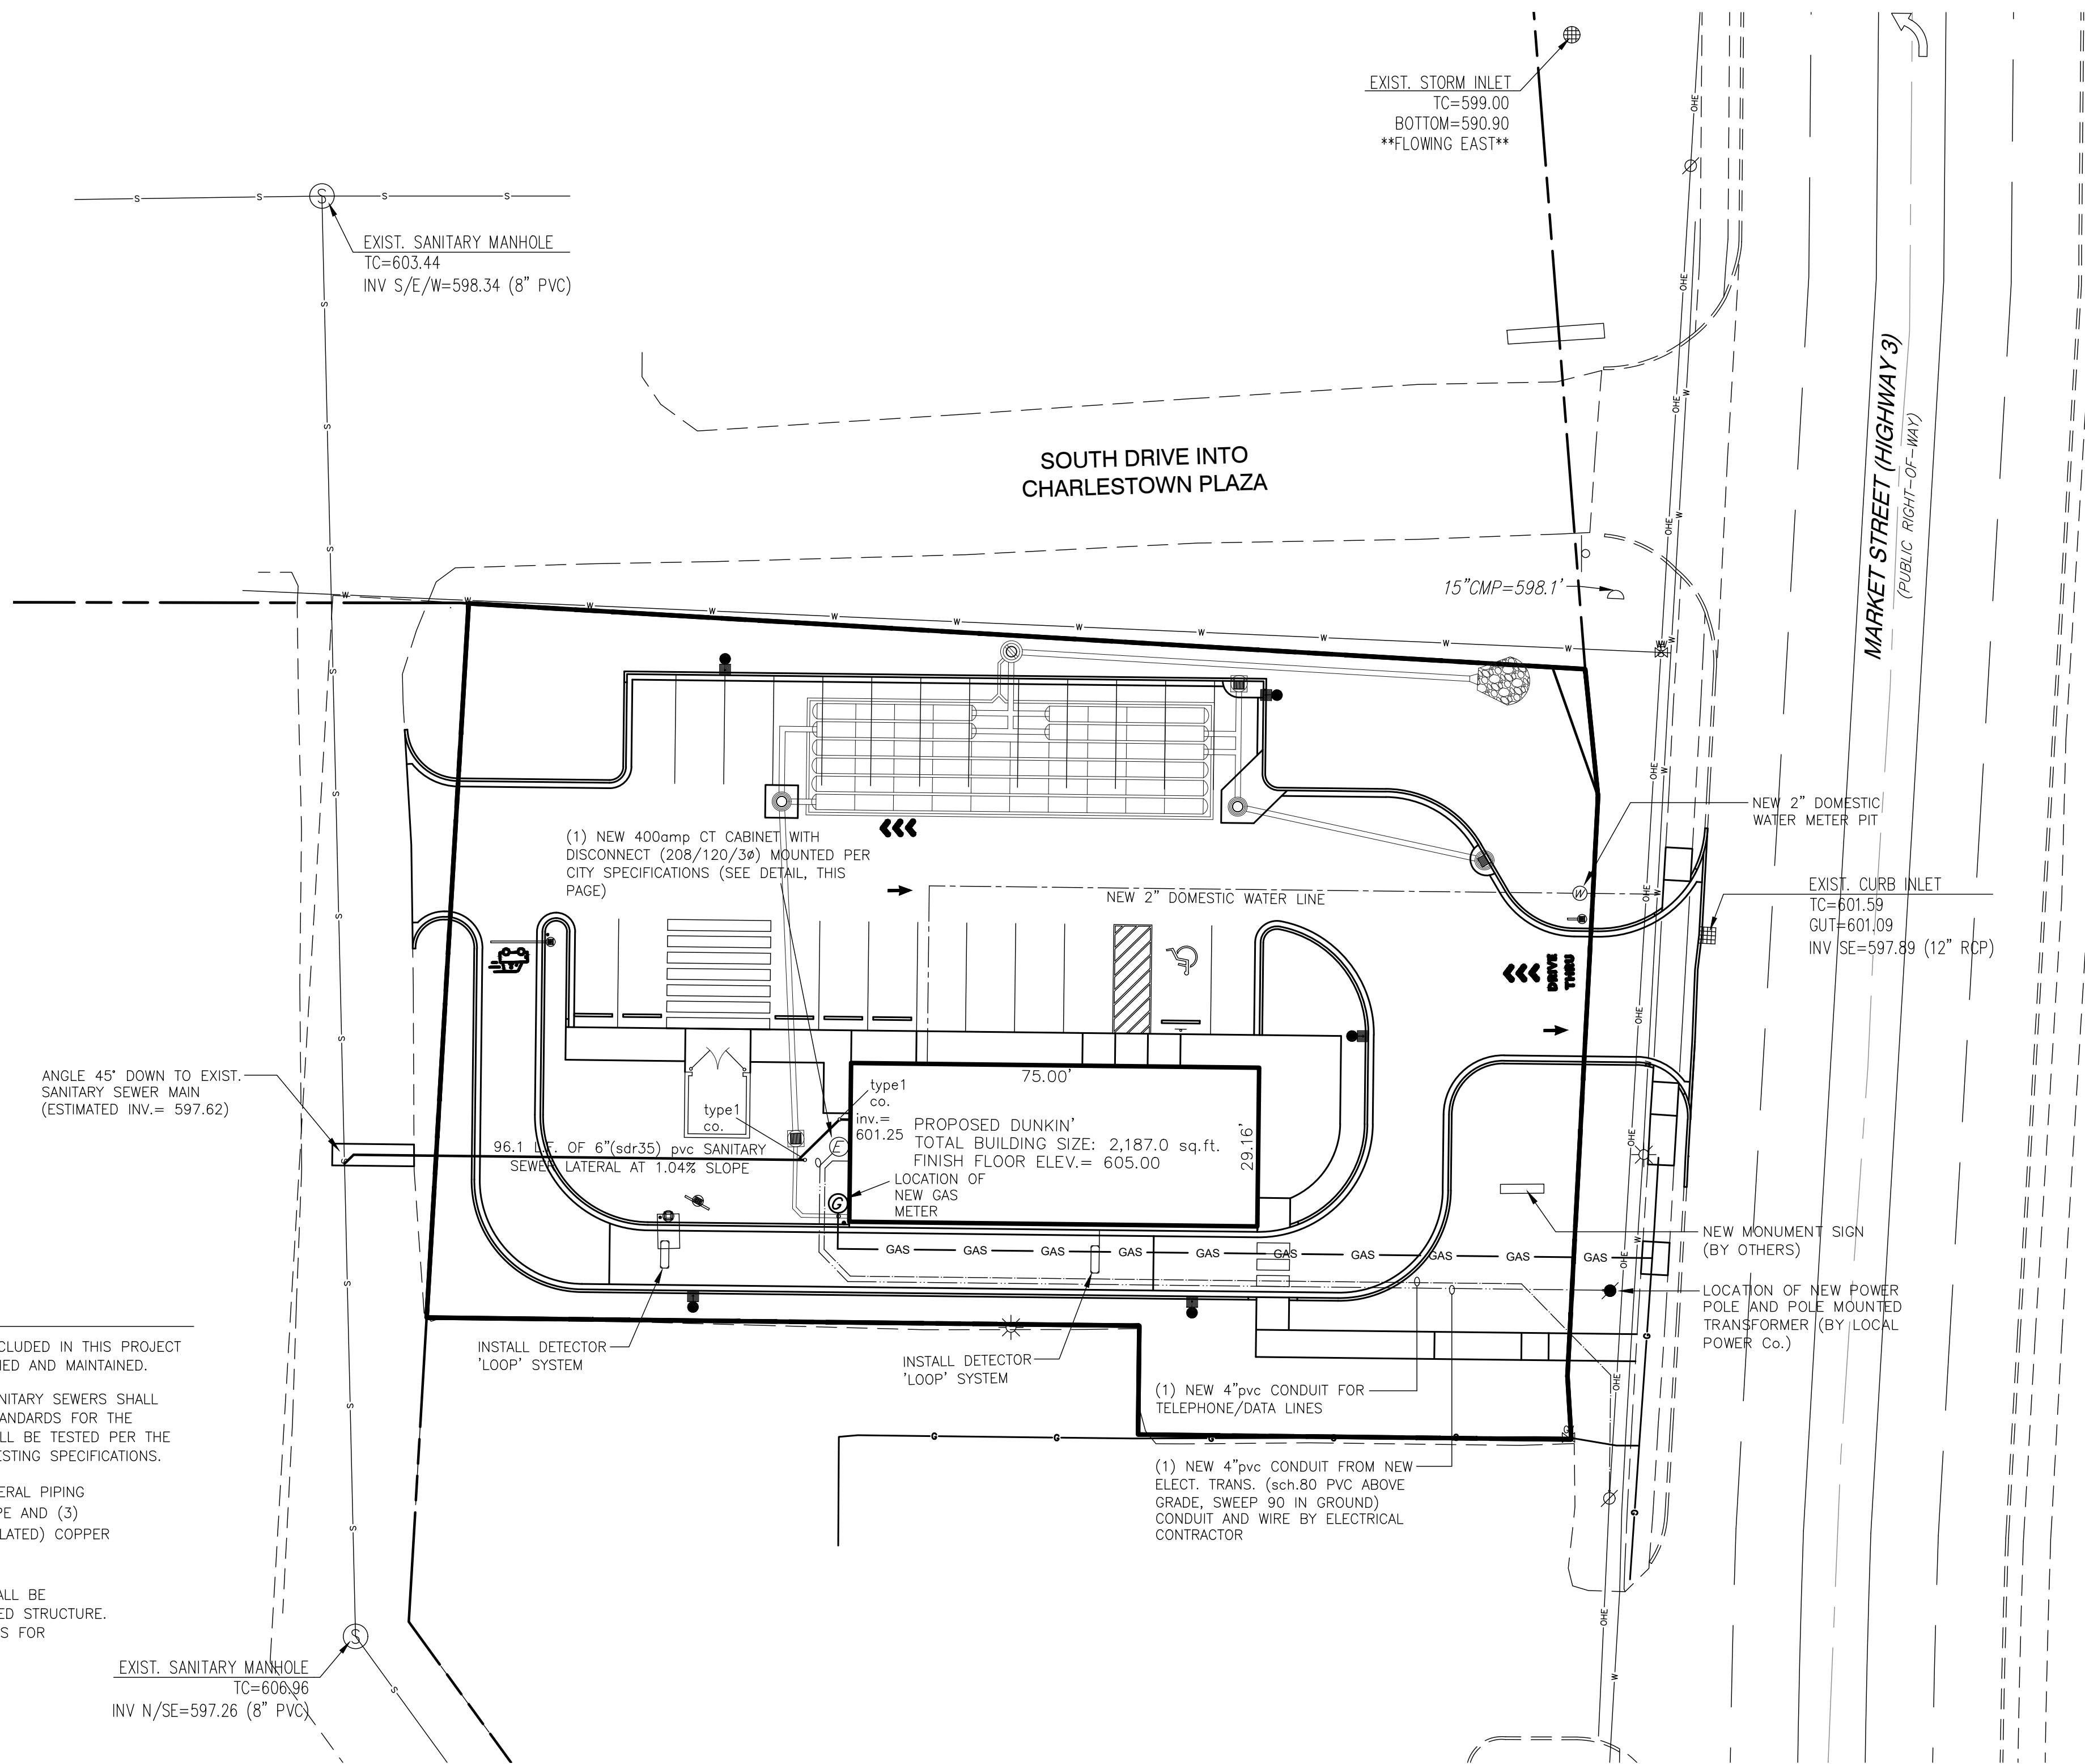 EXIST. STORM INLET
TC=599.00
BOTTOM=590.90
**FLOWING EAST**
EXIST. SANITARY MANHOLE
TC=603.44
INV S/E/W=598.34 (8" PVC)
SOUTH DRIVE INTO
CHARLESTOWN PLAZA
MARKET STREET (HIGHWAY 3)
(PUBLIC RIGHT-OF-WAY)
15"CMP=598.1'
NEW 2" DOMESTIC
WATER METER PIT
(1) NEW 400amp CT CABINET WITH
DISCONNECT (208/120/3ø) MOUNTED PER
CITY SPECIFICATIONS (SEE DETAIL, THIS
PAGE)
NEW 2" DOMESTIC WATER LINE
EXIST. CURB INLET
TC=601.59
GUT=601.09
INV SE=597.89 (12" RCP)
DRIVE
THRU
ANGLE 45° DOWN TO EXIST.
SANITARY SEWER MAIN
(ESTIMATED INV.= 597.62)
75.00'
29.16'
type1
co.
type1
co.
inv.=
601.25
PROPOSED DUNKIN'
TOTAL BUILDING SIZE: 2,187.0 sq.ft.
FINISH FLOOR ELEV.= 605.00
96.1 L.F. OF 6"(sdr35) pvc SANITARY
SEWER LATERAL AT 1.04% SLOPE
E
G
W
LOCATION OF
NEW GAS
METER
GAS GAS GAS GAS GAS GAS GAS GAS GAS GAS
NEW MONUMENT SIGN
(BY OTHERS)
LOCATION OF NEW POWER
POLE AND POLE MOUNTED
TRANSFORMER (BY LOCAL
POWER Co.)
INSTALL DETECTOR
'LOOP' SYSTEM
INSTALL DETECTOR
'LOOP' SYSTEM
(1) NEW 4"pvc CONDUIT FOR
TELEPHONE/DATA LINES
(1) NEW 4"pvc CONDUIT FROM NEW
ELECT. TRANS. (sch.80 PVC ABOVE
GRADE, SWEEP 90 IN GROUND)
CONDUIT AND WIRE BY ELECTRICAL
CONTRACTOR
CLUDED IN THIS PROJECT
IED AND MAINTAINED.
NITARY SEWERS SHALL
ANDARDS FOR THE
LL BE TESTED PER THE
ESTING SPECIFICATIONS.
ERAL PIPING
PE AND (3)
LATED) COPPER
ALL BE
ED STRUCTURE.
S FOR
EXIST. SANITARY MANHOLE
TC=606.96
INV N/SE=597.26 (8" PVC)